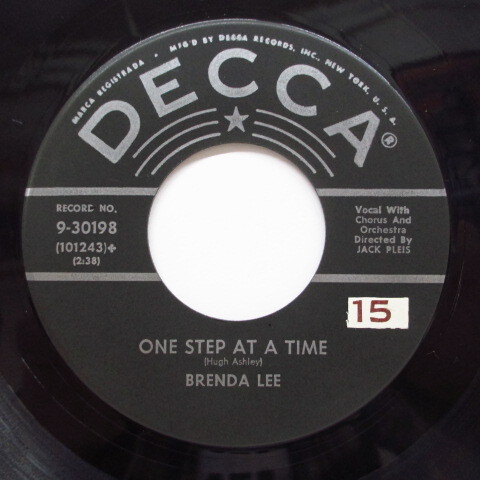 MARCA REGISTRADA • MFG'D BY DECCA RECORDS, INC., NEW YORK, U. S. A.
DECCA®
RECORD NO.
9-30198
(101243)+
(2:38)
Vocal With
Chorus And
Orchestra
Directed By
JACK PLEIS
15
ONE STEP AT A TIME
(Hugh Ashley)
BRENDA LEE